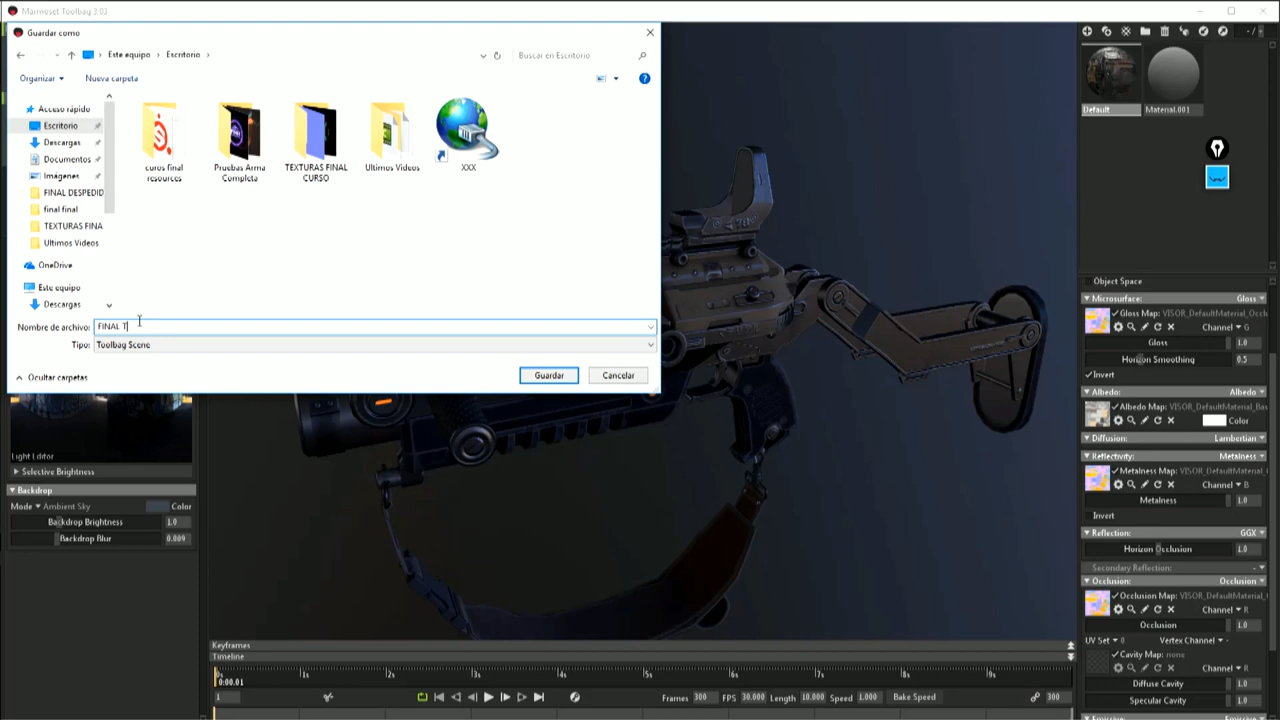 Marmoset Toolbag 3.03
Guardar como
Este equipo
Escritorio
Buscar en Escritorio
Organizar
Nueva carpeta
Acceso rápido
Escritorio
Descargas
Documentos
Imágenes
FINAL DESPEDID
final final
TEXTURAS FINA
Ultimos Videos
OneDrive
Este equipo
Descargas
curos final
resources
Pruebas Arma
Completa
TEXTURAS FINAL
CURSO
Ultimos Videos
XXX
Nombre de archivo: FINAL T
Tipo: Toolbag Scene
Ocultar carpetas
Guardar
Cancelar
Light Editor
Selective Brightness
Backdrop
Mode Ambient Sky Color
Backdrop Brightness 1.0
Backdrop Blur 0.009
Default
Material.001
Object Space
Microsurface: Gloss
Gloss Map: VISOR_DefaultMaterial_Occlu
Channel G
Gloss 1.0
Horizon Smoothing 0.5
Invert
Albedo: Albedo
Albedo Map: VISOR_DefaultMaterial_Bas
Color
Diffusion: Lambertian
Reflectivity: Metalness
Metalness Map: VISOR_DefaultMaterial_
Channel B
Metalness 1.0
Invert
Reflection: GGX
Horizon Occlusion 1.0
Secondary Reflection:
Occlusion: Occlusion
Occlusion Map: VISOR_DefaultMaterial_
Channel R
Occlusion 1.0
UV Set 0 Vertex Channel -
Cavity Map: none
Channel R
Diffuse Cavity 1.0
Specular Cavity 1.0
Keyframes
Timeline
0s 1s 2s 3s 4s 5s 6s 7s 8s 9s
0:00.01
1
Frames 300 FPS 30.000 Length 10.000 Speed 1.000 Bake Speed 300